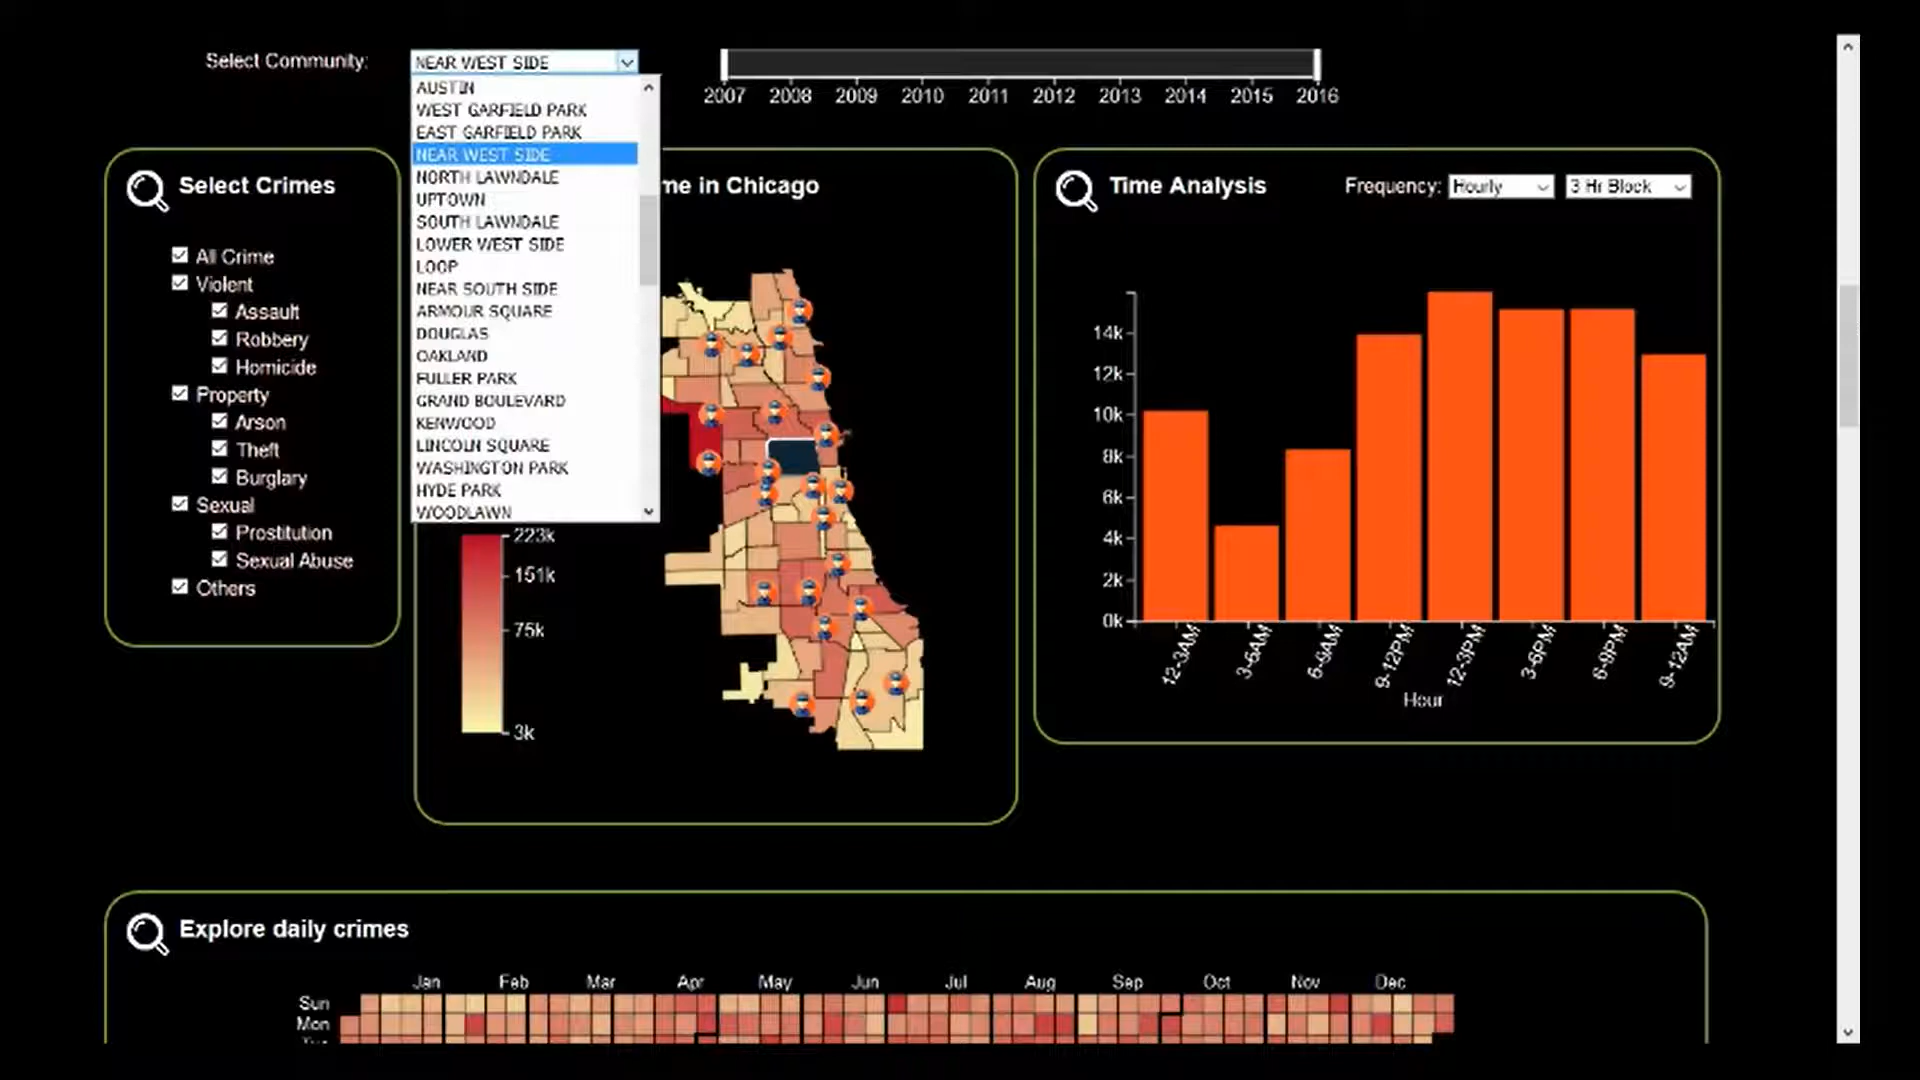 Select Community:
NEAR WEST SIDE
AUSTIN
WEST GARFIELD PARK
EAST GARFIELD PARK
NEAR WEST SIDE
NORTH LAWNDALE
UPTOWN
SOUTH LAWNDALE
LOWER WEST SIDE
LOOP
NEAR SOUTH SIDE
ARMOUR SQUARE
DOUGLAS
OAKLAND
FULLER PARK
GRAND BOULEVARD
KENWOOD
LINCOLN SQUARE
WASHINGTON PARK
HYDE PARK
WOODLAWN
2007 2008 2009 2010 2011 2012 2013 2014 2015 2016
Select Crimes
All Crime
Violent
Assault
Robbery
Homicide
Property
Arson
Theft
Burglary
Sexual
Prostitution
Sexual Abuse
Others
me in Chicago
223k
151k
75k
3k
Time Analysis
Frequency: Hourly 3 Hr Block
14k
12k
10k
8k
6k
4k
2k
0k
12-3AM 3-6AM 6-9AM 9-12PM 12-3PM 3-6PM 6-9PM 9-12AM
Hour
Explore daily crimes
Jan Feb Mar Apr May Jun Jul Aug Sep Oct Nov Dec
Sun
Mon